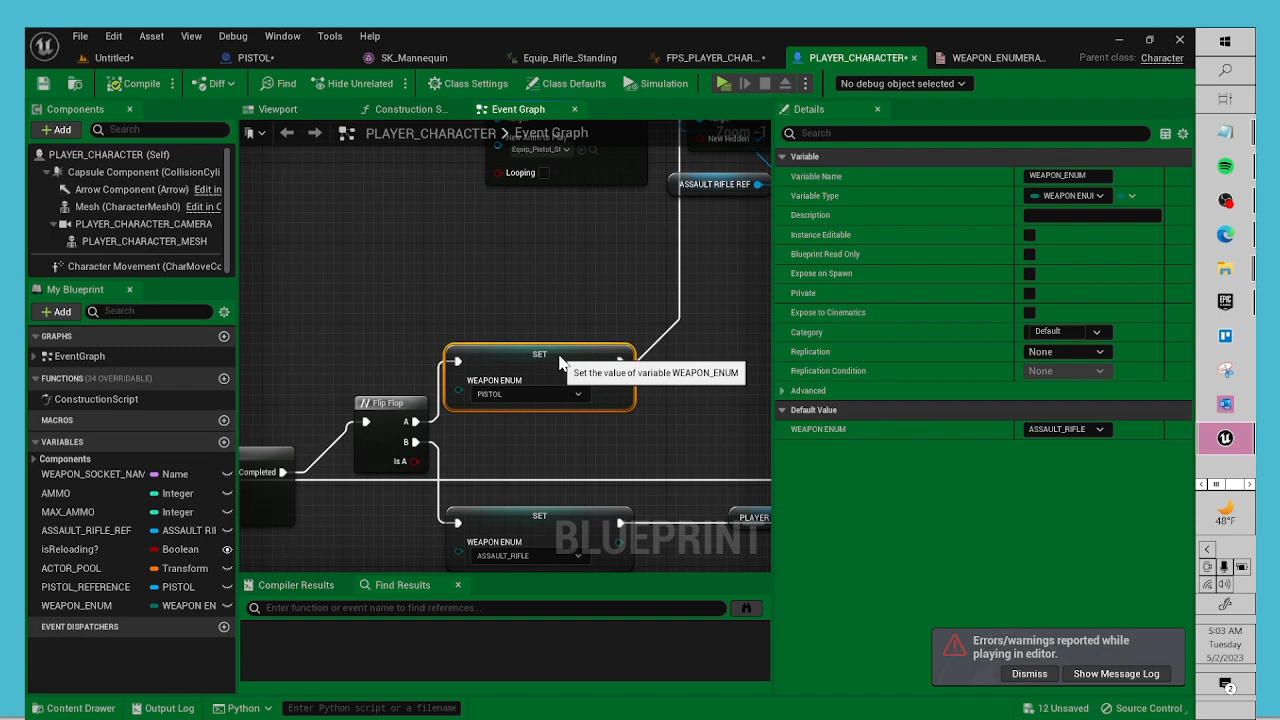 File Edit Asset View Debug Window Tools Help
Untitled* PISTOL* SK_Mannequin Equip_Rifle_Standing FPS_PLAYER_CHAR...* PLAYER_CHARACTER* WEAPON_ENUMERA... Parent class: Character
Compile Diff Find Hide Unrelated Class Settings Class Defaults Simulation No debug object selected
Components
Add Search
PLAYER_CHARACTER (Self)
Capsule Component (CollisionCyli
Arrow Component (Arrow) Edit in
Mesh (CharacterMesh0) Edit in C
PLAYER_CHARACTER_CAMERA
PLAYER_CHARACTER_MESH
Character Movement (CharMoveCc
My Blueprint
Add Search
GRAPHS
EventGraph
FUNCTIONS (34 OVERRIDABLE)
ConstructionScript
MACROS
VARIABLES
Components
WEAPON_SOCKET_NAM Name
AMMO Integer
MAX_AMMO Integer
ASSAULT_RIFLE_REF ASSAULT RI
isReloading? Boolean
ACTOR_POOL Transform
PISTOL_REFERENCE PISTOL
WEAPON_ENUM WEAPON EN
EVENT DISPATCHERS
Viewport Construction S... Event Graph
PLAYER_CHARACTER > Event Graph Zoom -1
New Hidden
Equip_Pistol_St
Looping
ASSAULT RIFLE REF
SET
Set the value of variable WEAPON_ENUM
WEAPON ENUM
PISTOL
// Flip Flop
A
B
Is A
Completed
SET
PLAYER
WEAPON ENUM
ASSAULT_RIFLE
BLUEPRINT
Compiler Results Find Results
Enter function or event name to find references...
Details
Search
Variable
Variable Name WEAPON_ENUM
Variable Type WEAPON ENUI
Description
Instance Editable
Blueprint Read Only
Expose on Spawn
Private
Expose to Cinematics
Category Default
Replication None
Replication Condition None
Advanced
Default Value
WEAPON ENUM ASSAULT_RIFLE
Errors/warnings reported while
playing in editor.
Dismiss Show Message Log
Content Drawer Output Log Python Enter Python script or a filename 12 Unsaved Source Control
EPIC
48°F
5:03 AM
Tuesday
5/2/2023
2